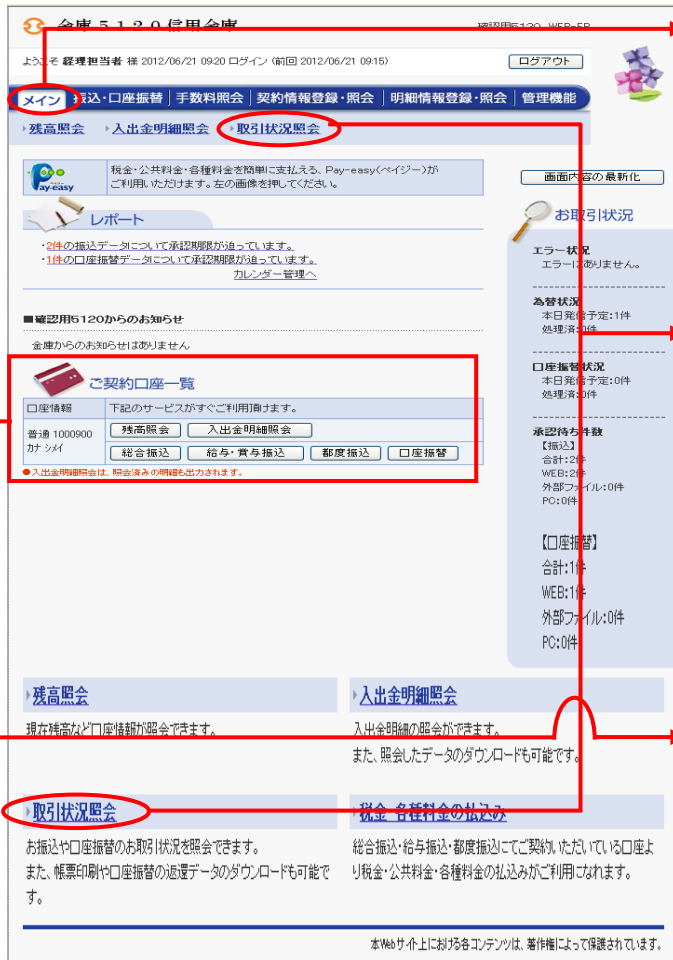 金庫5120信用金庫
確認用5120 WEB-FB
ようこそ 経理担当者 様 2012/06/21 09:20 ログイン (前回 2012/06/21 09:15)
ログアウト
メイン 振込・口座振替 手数料照会 契約情報登録・照会 明細情報登録・照会 管理機能
残高照会 入出金明細照会 取引状況照会
Pay-easy
税金・公共料金・各種料金を簡単に支払える、Pay-easy(ペイジー)が
ご利用いただけます。左の画像を押してください。
画面内容の最新化
レポート
・2件の振込データについて承認期限が迫っています。
・1件の口座振替データについて承認期限が迫っています。
カレンダー管理へ
■確認用5120からのお知らせ
金庫からのお知らせはありません
ご契約口座一覧
口座情報 下記のサービスがすぐご利用頂けます。
普通 1000900
カナ シメイ
残高照会 入出金明細照会
総合振込 給与・賞与振込 都度振込 口座振替
●入出金明細照会は、照会済みの明細も出力されます。
お取引状況
エラー状況
エラーはありません。
為替状況
本日発信予定:1件
処理済:0件
口座振替状況
本日発信予定:0件
処理済:0件
承認待ち件数
【振込】
合計:2件
WEB:2件
外部ファイル:0件
PC:0件
【口座振替】
合計:1件
WEB:1件
外部ファイル:0件
PC:0件
残高照会
現在残高など口座情報が照会できます。
入出金明細照会
入出金明細の照会ができます。
また、照会したデータのダウンロードも可能です。
取引状況照会
お振込や口座振替のお取引状況を照会できます。
また、帳票印刷や口座振替の返還データのダウンロードも可能で
す。
税金・各種料金の払込み
総合振込・給与振込・都度振込にてご契約いただいている口座よ
り税金・公共料金・各種料金の払込みがご利用になれます。
本Webサイト上における各コンテンツは、著作権によって保護されています。